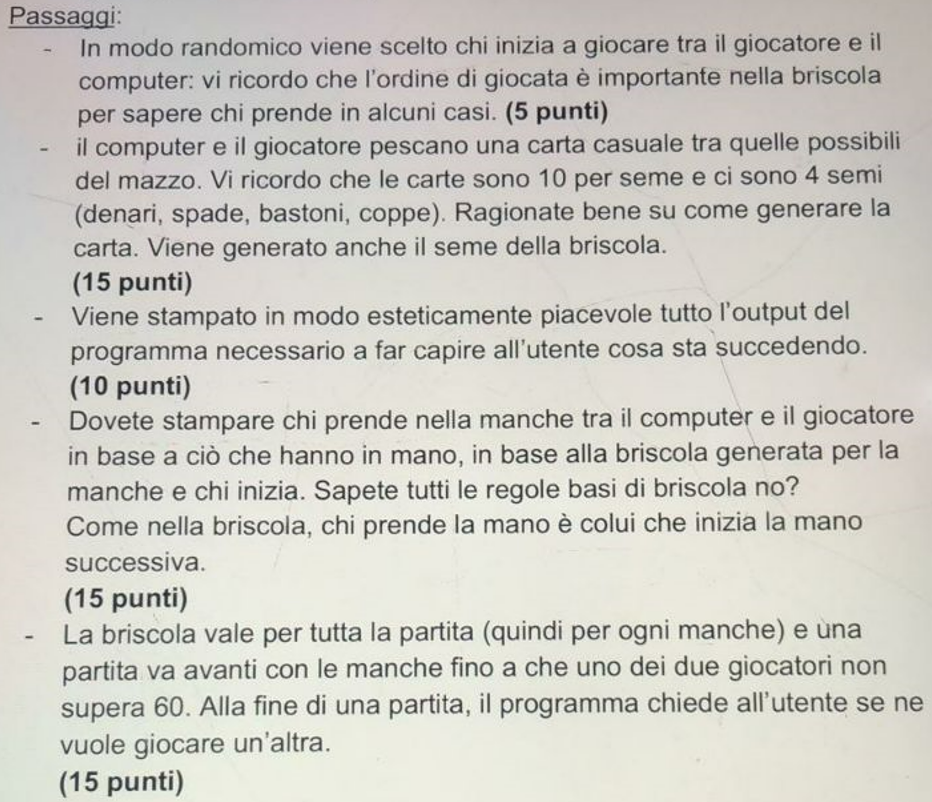 Passaggi:
- In modo randomico viene scelto chi inizia a giocare tra il giocatore e il
computer: vi ricordo che l'ordine di giocata è importante nella briscola
per sapere chi prende in alcuni casi. (5 punti)
- il computer e il giocatore pescano una carta casuale tra quelle possibili
del mazzo. Vi ricordo che le carte sono 10 per seme e ci sono 4 semi
(denari, spade, bastoni, coppe). Ragionate bene su come generare la
carta. Viene generato anche il seme della briscola.
(15 punti)
- Viene stampato in modo esteticamente piacevole tutto l'output del
programma necessario a far capire all'utente cosa sta succedendo.
(10 punti)
- Dovete stampare chi prende nella manche tra il computer e il giocatore
in base a ciò che hanno in mano, in base alla briscola generata per la
manche e chi inizia. Sapete tutti le regole basi di briscola no?
Come nella briscola, chi prende la mano è colui che inizia la mano
successiva.
(15 punti)
- La briscola vale per tutta la partita (quindi per ogni manche) e una
partita va avanti con le manche fino a che uno dei due giocatori non
supera 60. Alla fine di una partita, il programma chiede all'utente se ne
vuole giocare un'altra.
(15 punti)